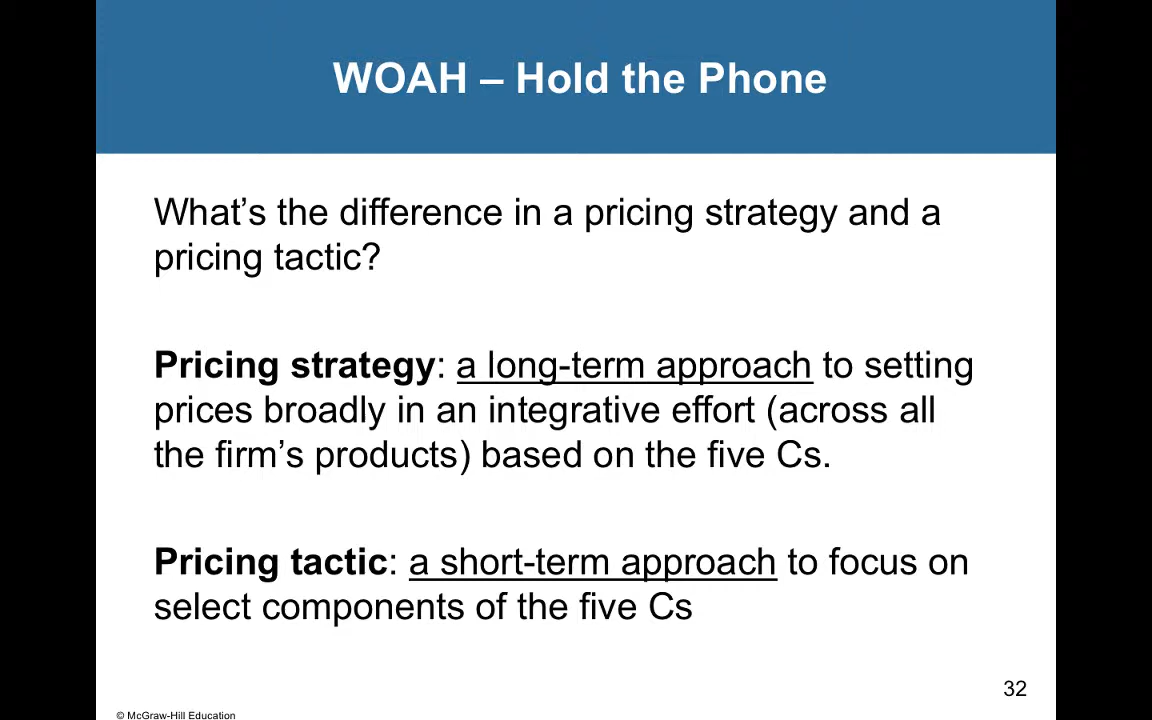 WOAH – Hold the Phone
What’s the difference in a pricing strategy and a
pricing tactic?
Pricing strategy: a long-term approach to setting
prices broadly in an integrative effort (across all
the firm’s products) based on the five Cs.
Pricing tactic: a short-term approach to focus on
select components of the five Cs
32
© McGraw-Hill Education